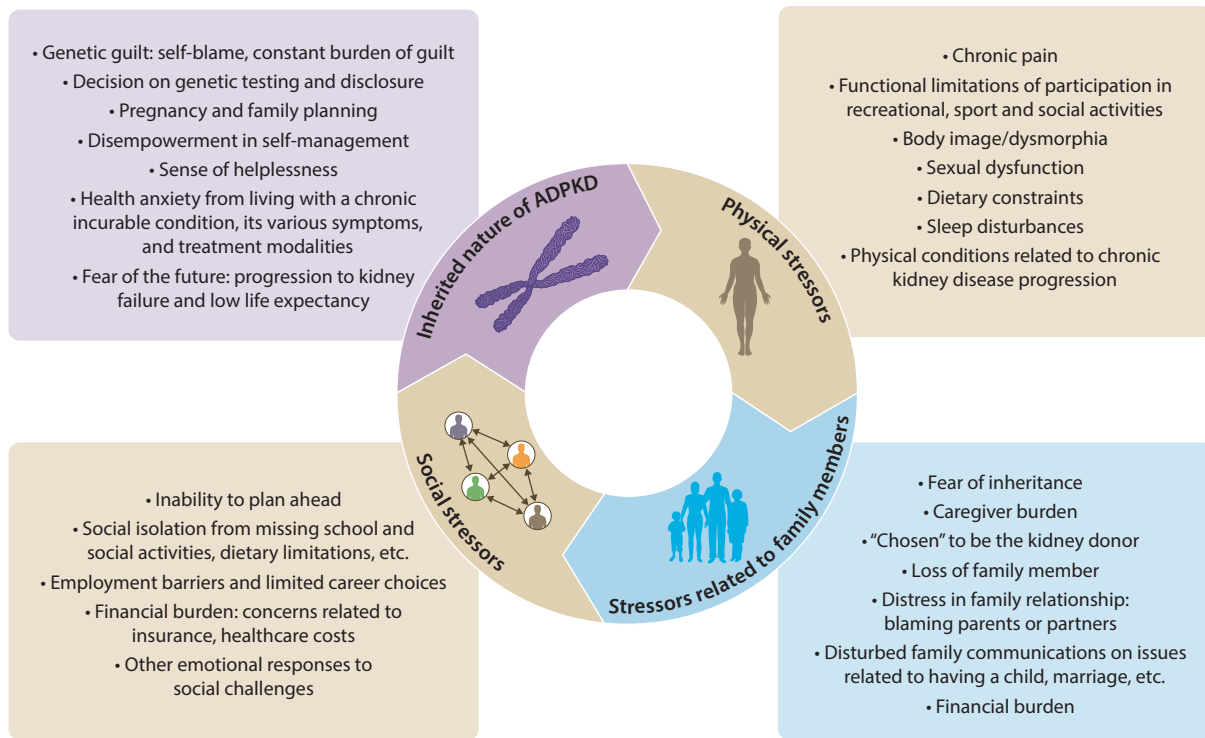 • Genetic guilt: self-blame, constant burden of guilt
• Decision on genetic testing and disclosure
• Pregnancy and family planning
• Disempowerment in self-management
• Sense of helplessness
• Health anxiety from living with a chronic
incurable condition, its various symptoms,
and treatment modalities
• Fear of the future: progression to kidney
failure and low life expectancy
• Chronic pain
• Functional limitations of participation in
recreational, sport and social activities
• Body image/dysmorphia
• Sexual dysfunction
• Dietary constraints
• Sleep disturbances
• Physical conditions related to chronic
kidney disease progression
Inherited nature of ADPKD
Physical stressors
Social stressors
Stressors related to family members
• Inability to plan ahead
• Social isolation from missing school and
social activities, dietary limitations, etc.
• Employment barriers and limited career choices
• Financial burden: concerns related to
insurance, healthcare costs
• Other emotional responses to
social challenges
• Fear of inheritance
• Caregiver burden
• “Chosen” to be the kidney donor
• Loss of family member
• Distress in family relationship:
blaming parents or partners
• Disturbed family communications on issues
related to having a child, marriage, etc.
• Financial burden